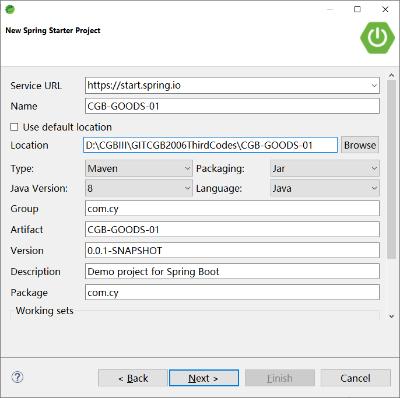 New Spring Starter Project
Service URL https://start.spring.io
Name CGB-GOODS-01
Use default location
Location D:\CGBIII\GITCGB2006ThirdCodes\CGB-GOODS-01 Browse
Type: Maven Packaging: Jar
Java Version: 8 Language: Java
Group com.cy
Artifact CGB-GOODS-01
Version 0.0.1-SNAPSHOT
Description Demo project for Spring Boot
Package com.cy
Working sets
? < Back Next > Finish Cancel